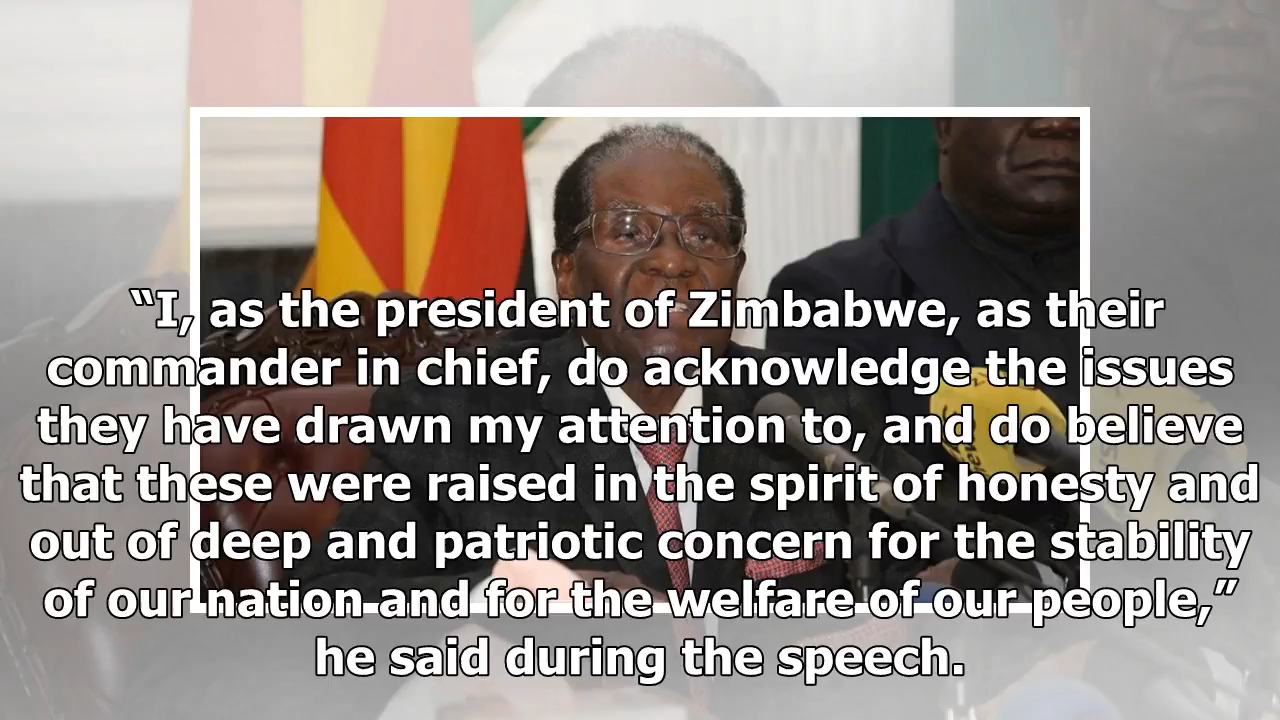 “I, as the president of Zimbabwe, as their
commander in chief, do acknowledge the issues
they have drawn my attention to, and do believe
that these were raised in the spirit of honesty and
out of deep and patriotic concern for the stability
of our nation and for the welfare of our people,”
he said during the speech.